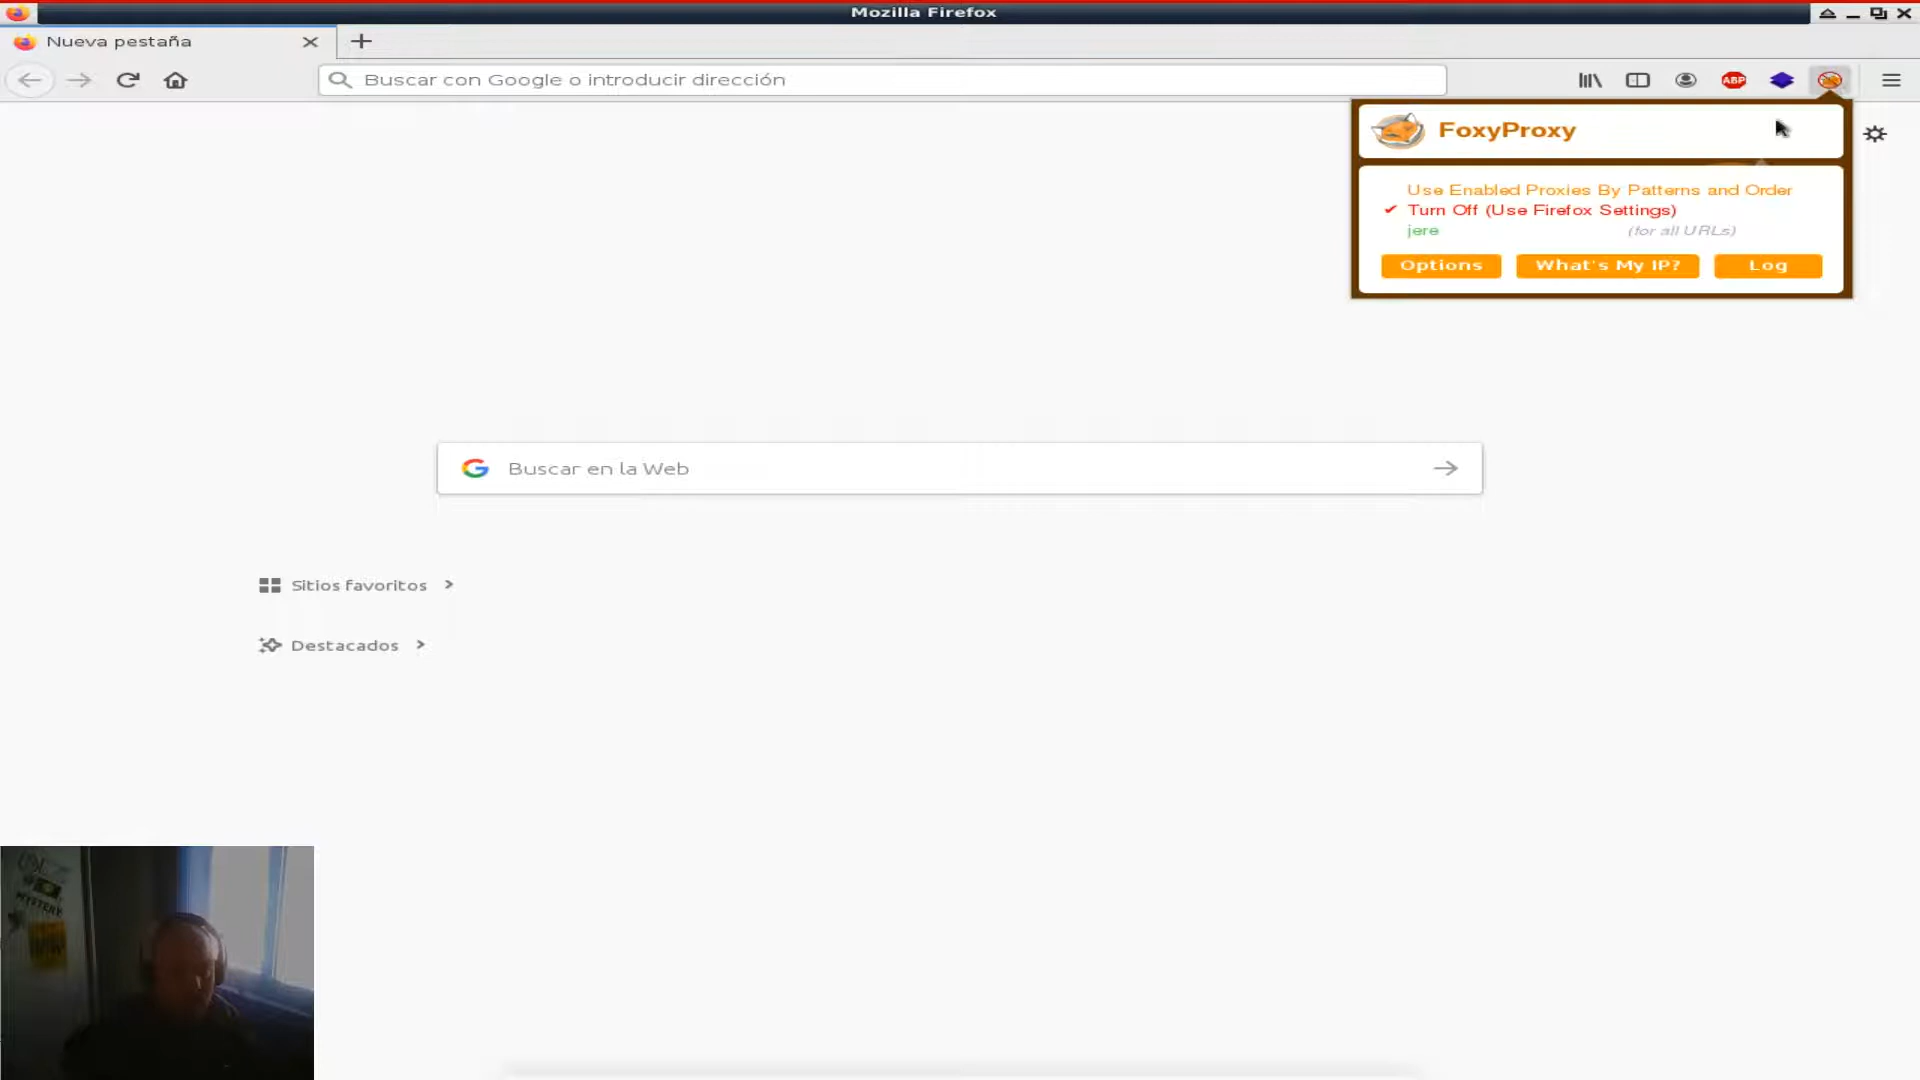 Mozilla Firefox
Nueva pestaña
Buscar con Google o introducir dirección
ABP
FoxyProxy
Use Enabled Proxies By Patterns and Order
✔ Turn Off (Use Firefox Settings)
jere (for all URLs)
Options What's My IP? Log
Buscar en la Web
Sitios favoritos
Destacados
MYSTERY